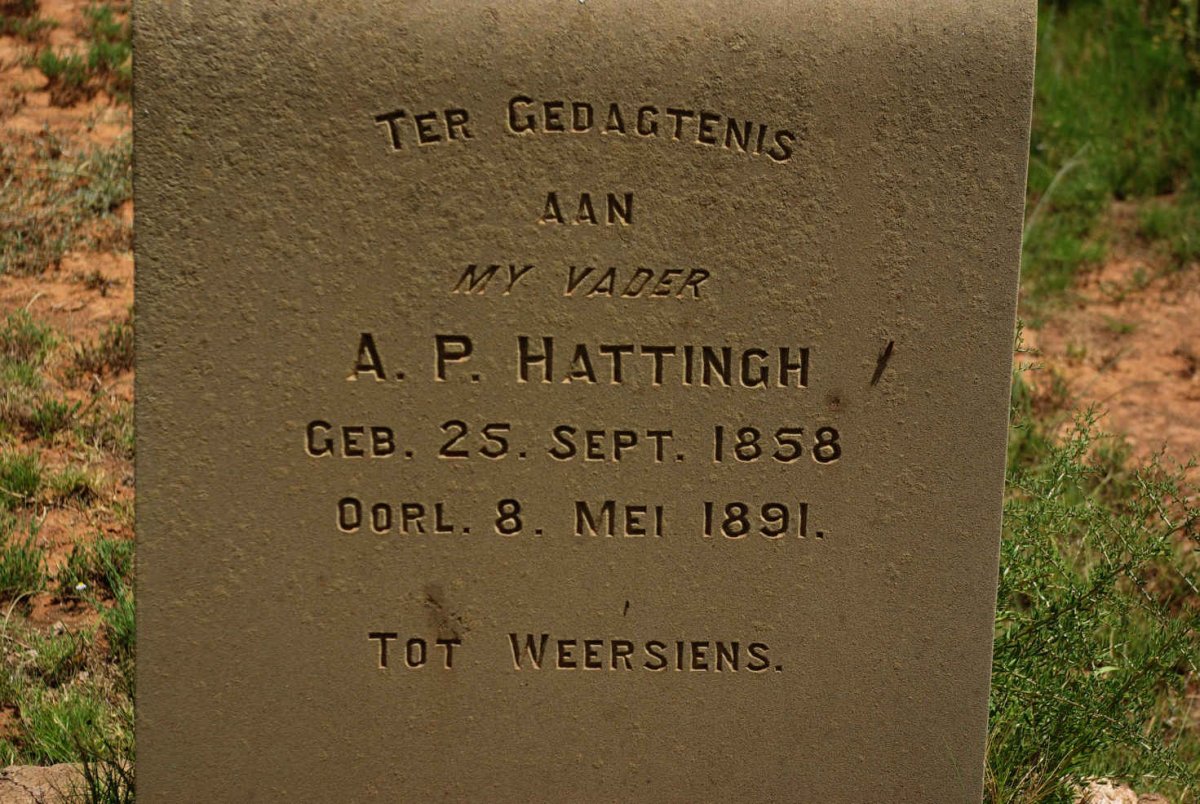 TER GEDAGTENIS
AAN
MY VADER
A. P. HATTINGH
GEB. 25. SEPT. 1858
OORL. 8. MEI 1891.
TOT WEERSIENS.